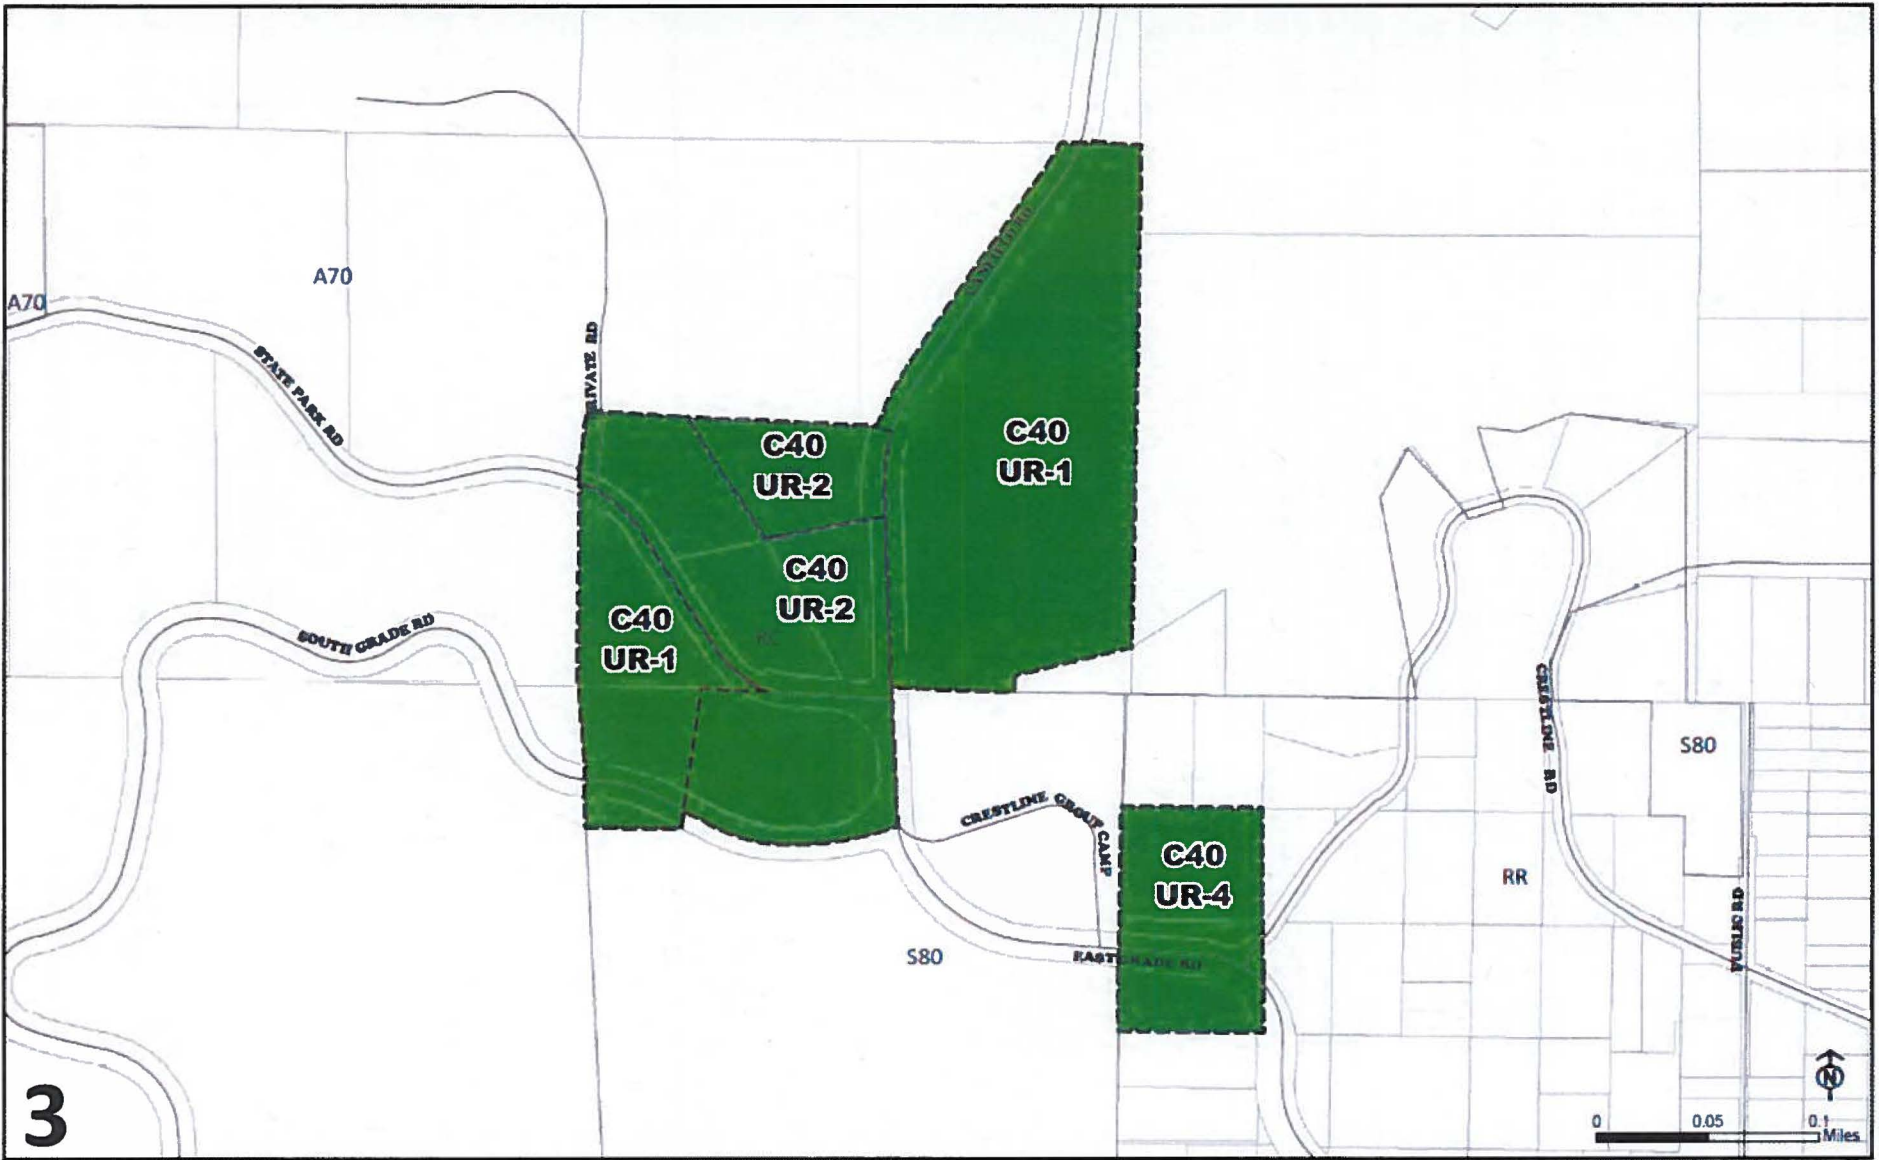 A70
A70
STATE PARK RD
C40
UR-2
C40
UR-1
C40
UR-2
C40
UR-1
SOUTH GRADE RD
CRESTLINE RD
S80
CRESTLINE GROUP CAMP
C40
UR-4
RR
PUBLIC RD
S80
EAST GRADE RD
3
N
0 0.05 0.1
Miles